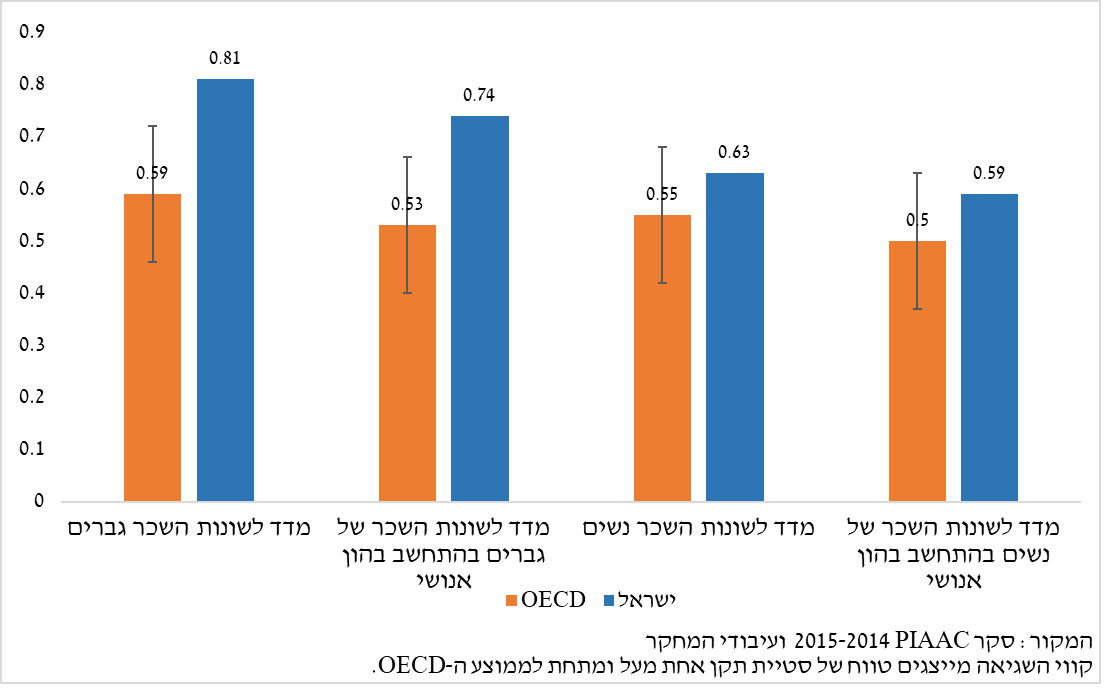 0.9
0.8
0.7
0.6
0.5
0.4
0.3
0.2
0.1
0
0.59
0.81
0.53
0.74
0.55
0.63
0.5
0.59
מדד לשונות השכר גברים
מדד לשונות השכר של
גברים בהתחשב בהון
אנושי
מדד לשונות השכר נשים
מדד לשונות השכר של
נשים בהתחשב בהון
אנושי
OECD
ישראל
המקור: סקר PIAAC 2015-2014 ועיבודי המחקר
קווי השגיאה מייצגים טווח של סטיית תקן אחת מעל ומתחת לממוצע ה-OECD.